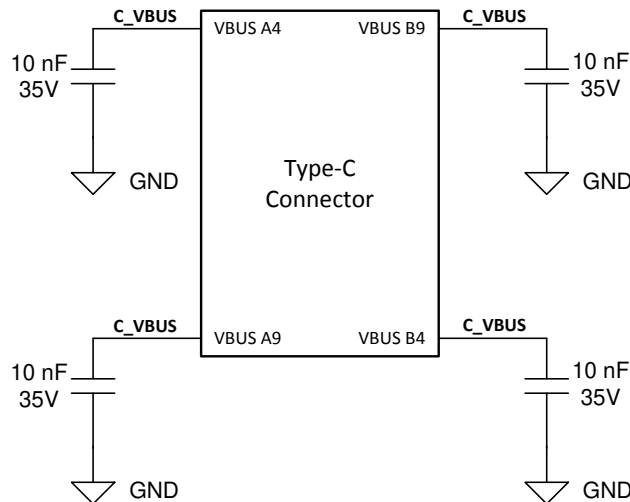 C_VBUS
C_VBUS
VBUS A4
VBUS B9
10 nF
35V
10 nF
35V
Type-C
Connector
GND
GND
C_VBUS
C_VBUS
VBUS A9
VBUS B4
10 nF
35V
10 nF
35V
GND
GND